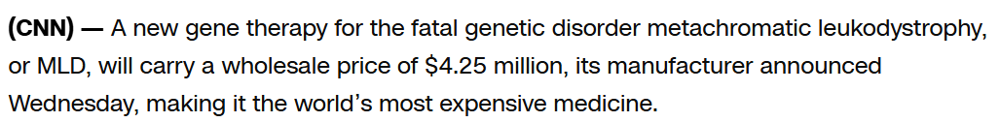 (CNN) — A new gene therapy for the fatal genetic disorder metachromatic leukodystrophy,
or MLD, will carry a wholesale price of $4.25 million, its manufacturer announced
Wednesday, making it the world’s most expensive medicine.